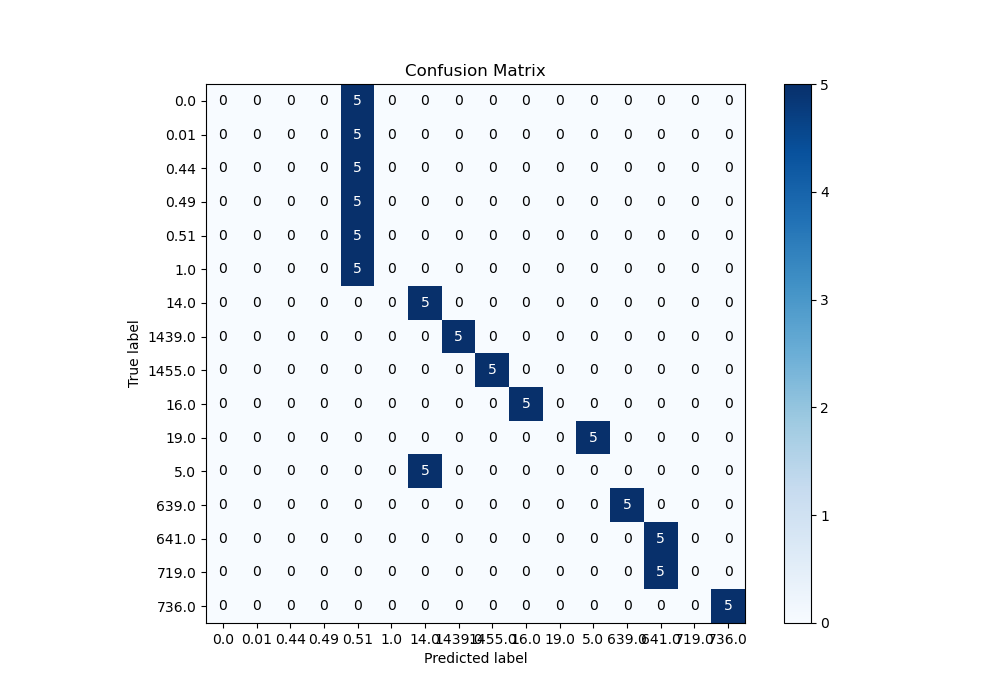 Confusion Matrix
0.0 0 0 0 0 5 0 0 0 0 0 0 0 0 0 0 0
0.01 0 0 0 0 5 0 0 0 0 0 0 0 0 0 0 0
0.44 0 0 0 0 5 0 0 0 0 0 0 0 0 0 0 0
0.49 0 0 0 0 5 0 0 0 0 0 0 0 0 0 0 0
0.51 0 0 0 0 5 0 0 0 0 0 0 0 0 0 0 0
1.0 0 0 0 0 5 0 0 0 0 0 0 0 0 0 0 0
14.0 0 0 0 0 0 0 5 0 0 0 0 0 0 0 0 0
1439.0 0 0 0 0 0 0 0 5 0 0 0 0 0 0 0 0
1455.0 0 0 0 0 0 0 0 0 5 0 0 0 0 0 0 0
16.0 0 0 0 0 0 0 0 0 0 5 0 0 0 0 0 0
19.0 0 0 0 0 0 0 0 0 0 0 0 5 0 0 0 0
5.0 0 0 0 0 0 0 5 0 0 0 0 0 0 0 0 0
639.0 0 0 0 0 0 0 0 0 0 0 0 0 5 0 0 0
641.0 0 0 0 0 0 0 0 0 0 0 0 0 0 5 0 0
719.0 0 0 0 0 0 0 0 0 0 0 0 0 0 5 0 0
736.0 0 0 0 0 0 0 0 0 0 0 0 0 0 0 0 5
0.0 0.01 0.44 0.49 0.51 1.0 14.0 1439.0 1455.0 16.0 19.0 5.0 639.0 641.0 719.0 736.0
Predicted label
True label
5
4
3
2
1
0